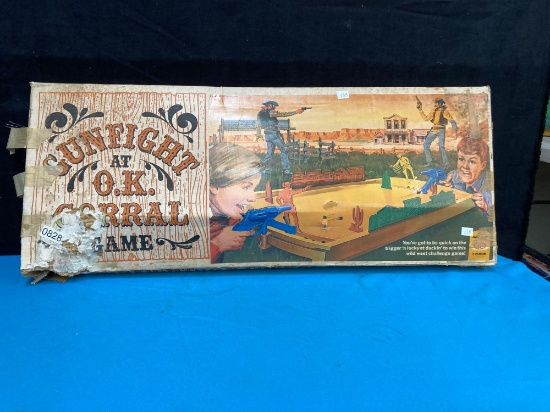 GUNFIGHT
AT
O.K.
CORRAL
GAME
0828
You've got to be quick on the
trigger 'n lucky at duckin' to win this
wild west challenge game!